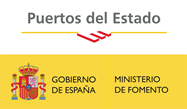 Puertos del Estado
GOBIERNO MINISTERIO
DE ESPAÑA DE FOMENTO